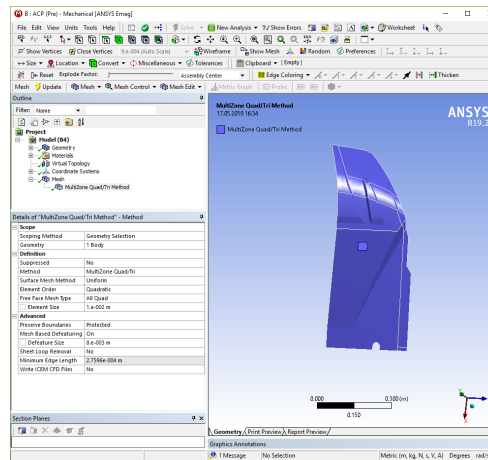 B : ACP (Pre) - Mechanical [ANSYS Emag]
File Edit View Units Tools Help Solve New Analysis ?/Show Errors Worksheet
Show Vertices Close Vertices 9.e-004 (Auto Scale) Wireframe Show Mesh Random Preferences
Size Location Convert Miscellaneous Tolerances Clipboard [ Empty ]
Reset Explode Factor: Assembly Center Edge Coloring Thicken
Mesh Update Mesh Mesh Control Mesh Edit Metric Graph Probe
Outline
Filter: Name
Project
Model (B4)
Geometry
Materials
Virtual Topology
Coordinate Systems
Mesh
MultiZone Quad/Tri Method
Details of "MultiZone Quad/Tri Method" - Method
Scope
Scoping Method Geometry Selection
Geometry 1 Body
Definition
Suppressed No
Method MultiZone Quad/Tri
Surface Mesh Method Uniform
Element Order Quadratic
Free Face Mesh Type All Quad
Element Size 1.e-002 m
Advanced
Preserve Boundaries Protected
Mesh Based Defeaturing On
Defeature Size 8.e-003 m
Sheet Loop Removal No
Minimum Edge Length 2.7596e-004 m
Write ICEM CFD Files No
Section Planes
MultiZone Quad/Tri Method
17.05.2019 16:34
MultiZone Quad/Tri Method
ANSYS
R19.2
0.000 0.300 (m)
0.150
Geometry Print Preview Report Preview
Graphics Annotations
1 Message No Selection Metric (m, kg, N, s, V, A) Degrees rad/s